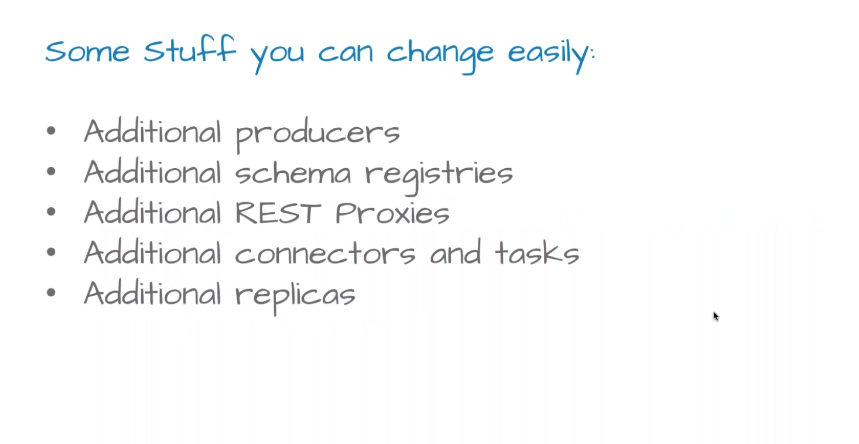 Some Stuff you can change easily:
• Additional producers
• Additional schema registries
• Additional REST Proxies
• Additional connectors and tasks
• Additional replicas